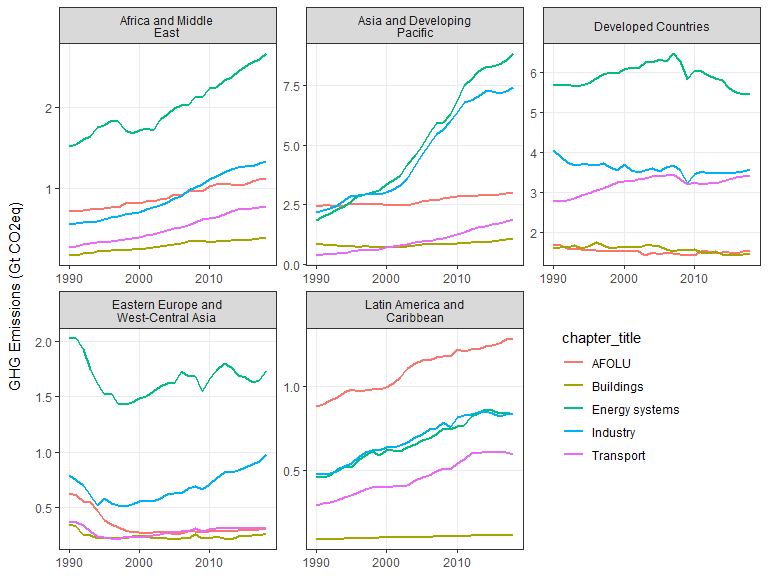 Africa and Middle
East
Asia and Developing
Pacific
Developed Countries
2
1
1990
2000
2010
7.5
5.0
2.5
0.0
1990
2000
2010
6
5
4
3
2
1990
2000
2010
GHG Emissions (Gt CO2eq)
Eastern Europe and
West-Central Asia
Latin America and
Caribbean
2.0
1.5
1.0
0.5
1990
2000
2010
1.0
0.5
1990
2000
2010
chapter_title
AFOLU
Buildings
Energy systems
Industry
Transport